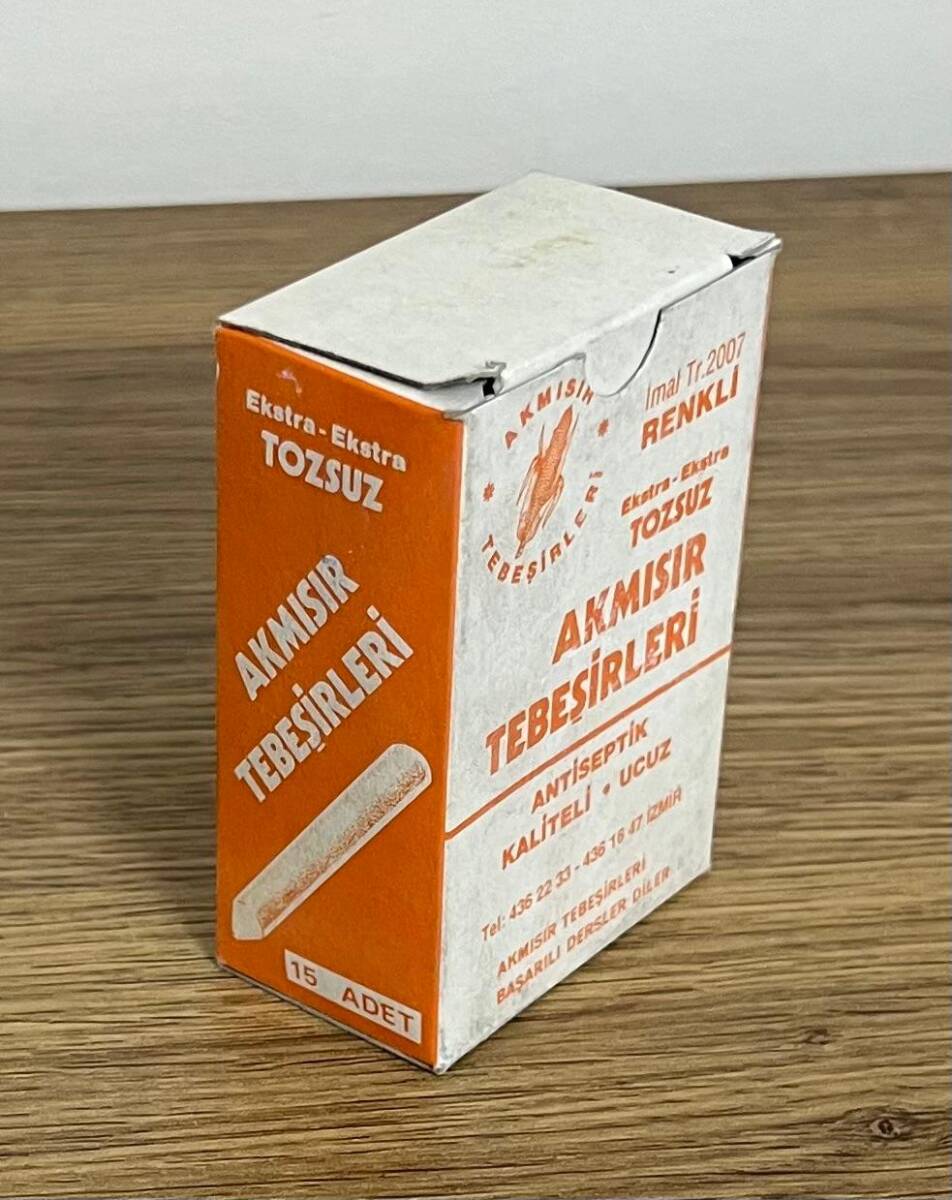 Ekstra - Ekstra
TOZSUZ
AKMISIR
TEBEŞİRLERİ
15 ADET
AKMISIR
TEBEŞİRLERİ
İmal Tr.2007
RENKLİ
Ekstra - Ekstra
TOZSUZ
AKMISIR
TEBEŞİRLERİ
ANTİSEPTİK
KALİTELİ • UCUZ
Tel: 436 22 33 - 436 16 47 İZMİR
AKMISIR TEBEŞİRLERİ
BAŞARILI DERSLER DİLER